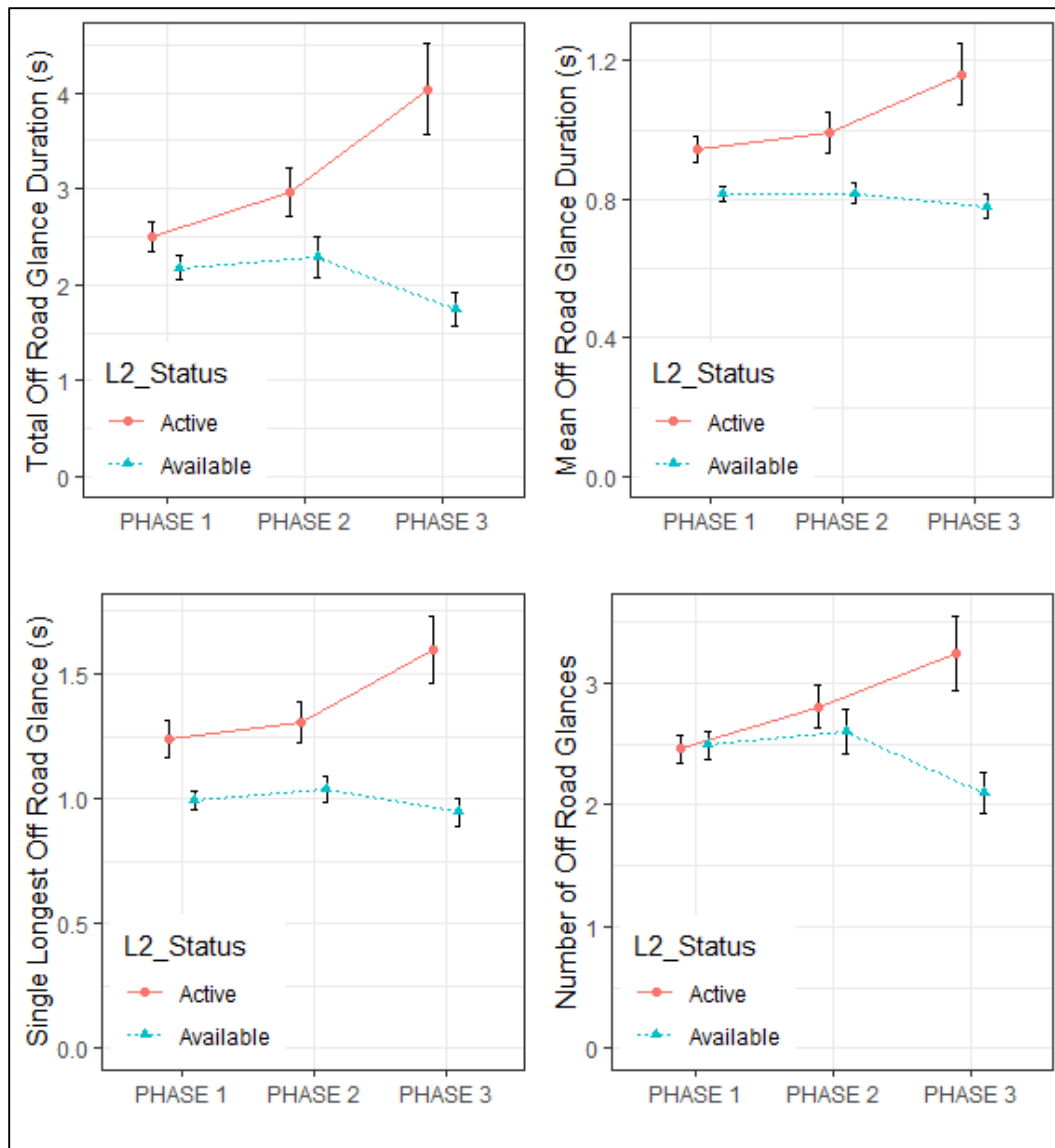 Total Off Road Glance Duration (s)
4
3
2
1
0
L2_Status
Active
Available
PHASE 1 PHASE 2 PHASE 3
Mean Off Road Glance Duration (s)
1.2
0.8
0.4
0.0
L2_Status
Active
Available
PHASE 1 PHASE 2 PHASE 3
Single Longest Off Road Glance (s)
1.5
1.0
0.5
0.0
L2_Status
Active
Available
PHASE 1 PHASE 2 PHASE 3
Number of Off Road Glances
3
2
1
0
L2_Status
Active
Available
PHASE 1 PHASE 2 PHASE 3